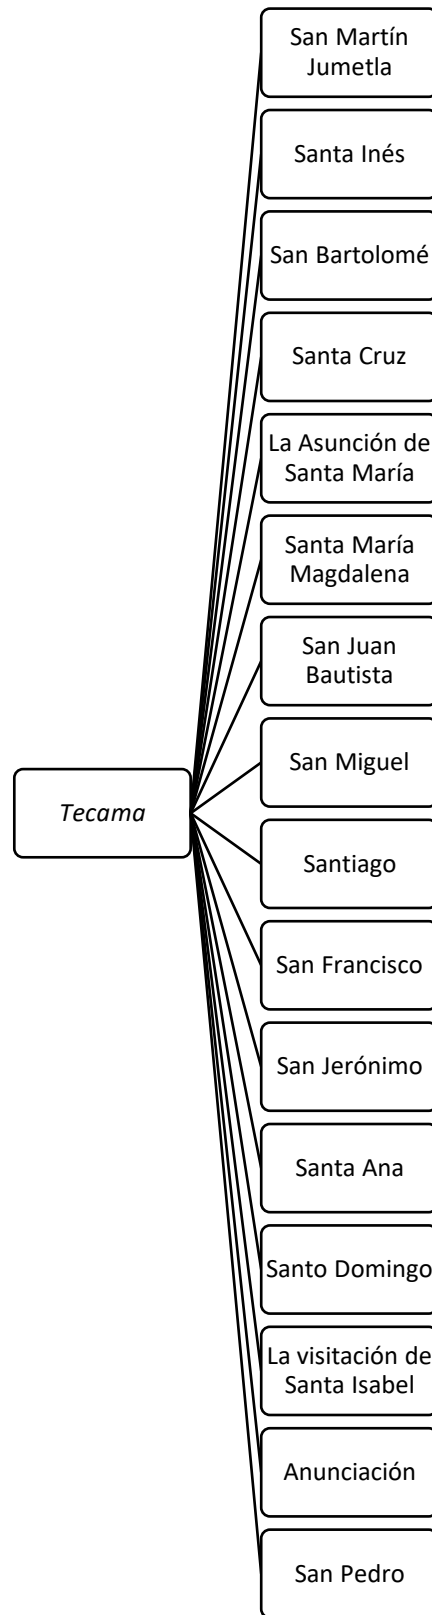 San Martín
Jumetla
Santa Inés
San Bartolomé
Santa Cruz
La Asunción de
Santa María
Santa María
Magdalena
San Juan
Bautista
San Miguel
Tecama
Santiago
San Francisco
San Jerónimo
Santa Ana
Santo Domingo
La visitación de
Santa Isabel
Anunciación
San Pedro